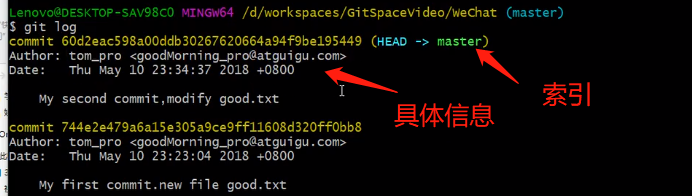 Lenovo@DESKTOP-SAV98C0 MINGW64 /d/workspaces/GitSpaceVideo/WeChat (master)
$ git log
commit 60d2eac598a00ddb30267620664a94f9be195449 (HEAD -> master)
Author: tom_pro <goodMorning_pro@atguigu.com>
Date:   Thu May 10 23:34:37 2018 +0800
My second commit,modify good.txt
索引
具体信息
commit 744e2e479a6a15e305a9ce9ff11608d320ff0bb8
Author: tom_pro <goodMorning_pro@atguigu.com>
Date:   Thu May 10 23:23:04 2018 +0800
My first commit.new file good.txt